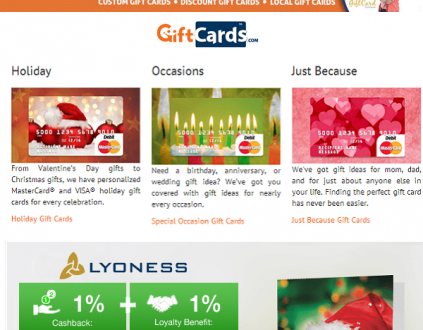 CUSTOM GIFT CARDS • DISCOUNT GIFT CARDS • LOCAL GIFT CARDS
GiftCards.COM
Holiday
Occasions
Just Because
5000 1234 5678 9010
Debit
MasterCard
5000 1234 5678 9010
Debit
MasterCard
5000 1234 5678 9010
MasterCard
From Valentine's Day gifts to
Christmas gifts, we have personalized
MasterCard® and VISA® holiday gift
cards for every celebration.
Holiday Gift Cards
Need a birthday, anniversary, or
wedding gift idea? We've got you
covered with gift ideas for nearly
every occasion.
Special Occasion Gift Cards
We've got gift ideas for mom, dad,
and for just about anyone else in
your life. Finding the perfect gift card
has never been easier.
Just Because Gift Cards
LYONESS
1% + 1%
Cashback:
Loyalty Benefit: